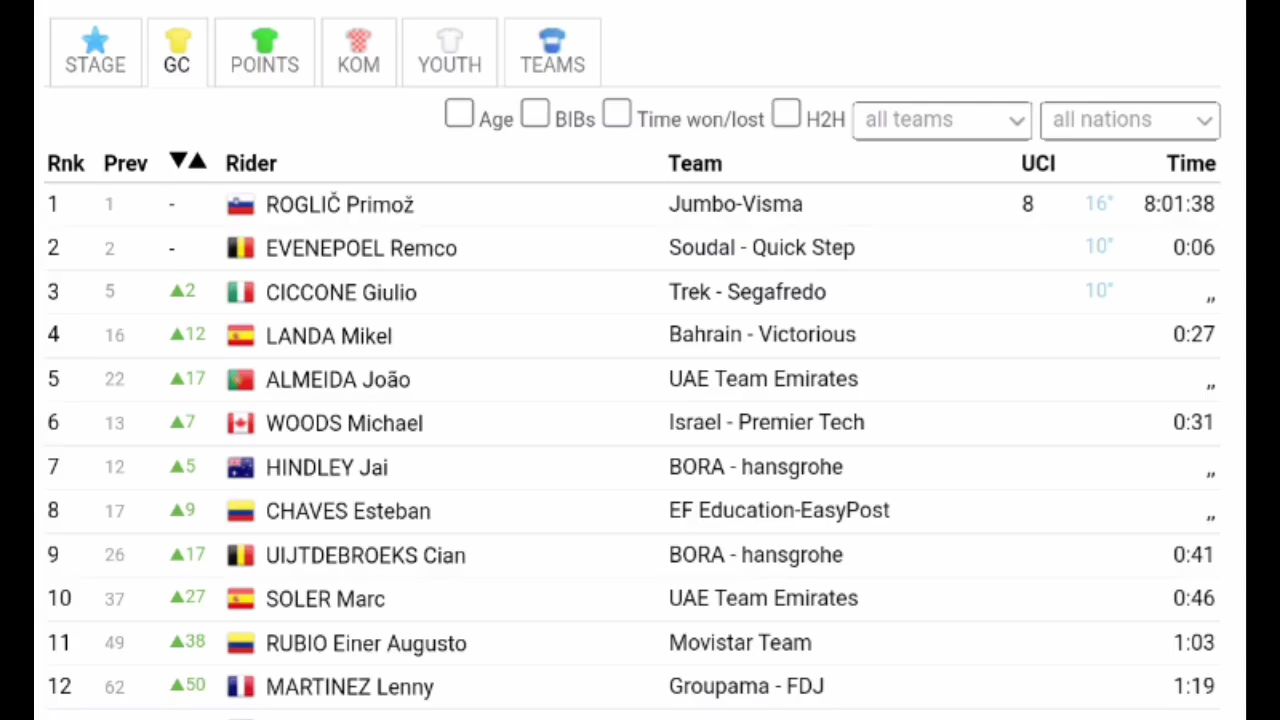 STAGE GC POINTS KOM YOUTH TEAMS
Age BIBs Time won/lost H2H all teams all nations
Rnk Prev ▼▲ Rider Team UCI Time
1 1 - ROGLIČ Primož Jumbo-Visma 8 16" 8:01:38
2 2 - EVENEPOEL Remco Soudal - Quick Step 10" 0:06
3 5 ▲2 CICCONE Giulio Trek - Segafredo 10" ,,
4 16 ▲12 LANDA Mikel Bahrain - Victorious 0:27
5 22 ▲17 ALMEIDA João UAE Team Emirates ,,
6 13 ▲7 WOODS Michael Israel - Premier Tech 0:31
7 12 ▲5 HINDLEY Jai BORA - hansgrohe ,,
8 17 ▲9 CHAVES Esteban EF Education-EasyPost ,,
9 26 ▲17 UIJTDEBROEKS Cian BORA - hansgrohe 0:41
10 37 ▲27 SOLER Marc UAE Team Emirates 0:46
11 49 ▲38 RUBIO Einer Augusto Movistar Team 1:03
12 62 ▲50 MARTINEZ Lenny Groupama - FDJ 1:19